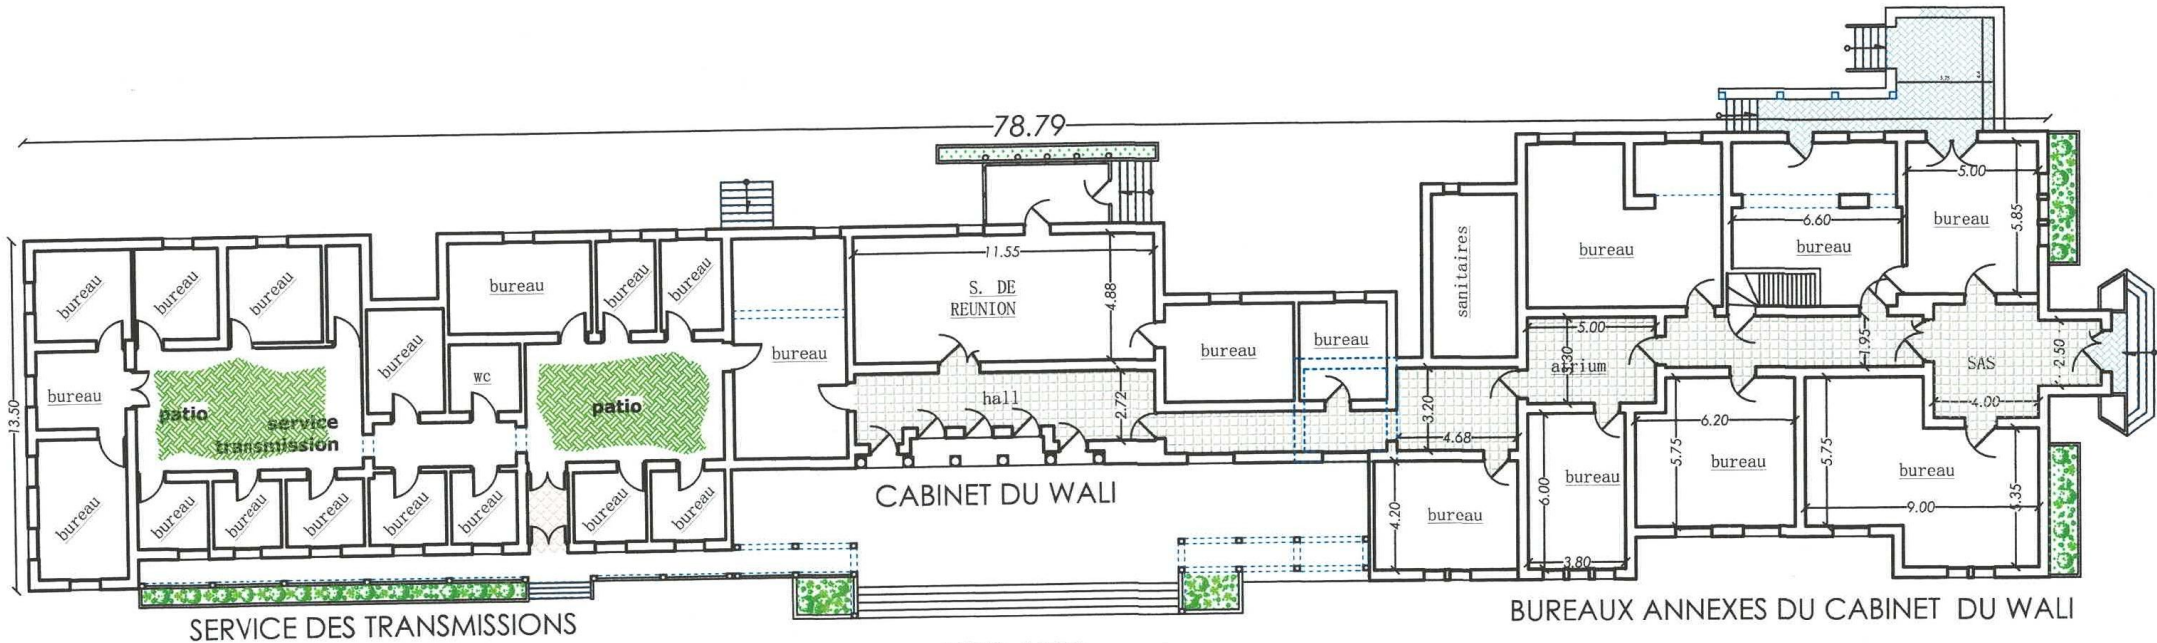 78.79
13.50
bureau
bureau
bureau
bureau
bureau
patio
service
transmission
bureau
wc
bureau
bureau
bureau
patio
bureau
bureau
bureau
bureau
bureau
bureau
bureau
bureau
11.55
S. DE
REUNION
4.88
hall
2.72
bureau
bureau
sanitaires
3.20
4.68
bureau
4.20
bureau
5.00
atrium
6.60
bureau
5.00
bureau
5.85
1.95
SAS
2.50
4.00
bureau
6.00
3.80
6.20
5.75
bureau
5.75
bureau
9.00
5.35
SERVICE DES TRANSMISSIONS
CABINET DU WALI
BUREAUX ANNEXES DU CABINET DU WALI